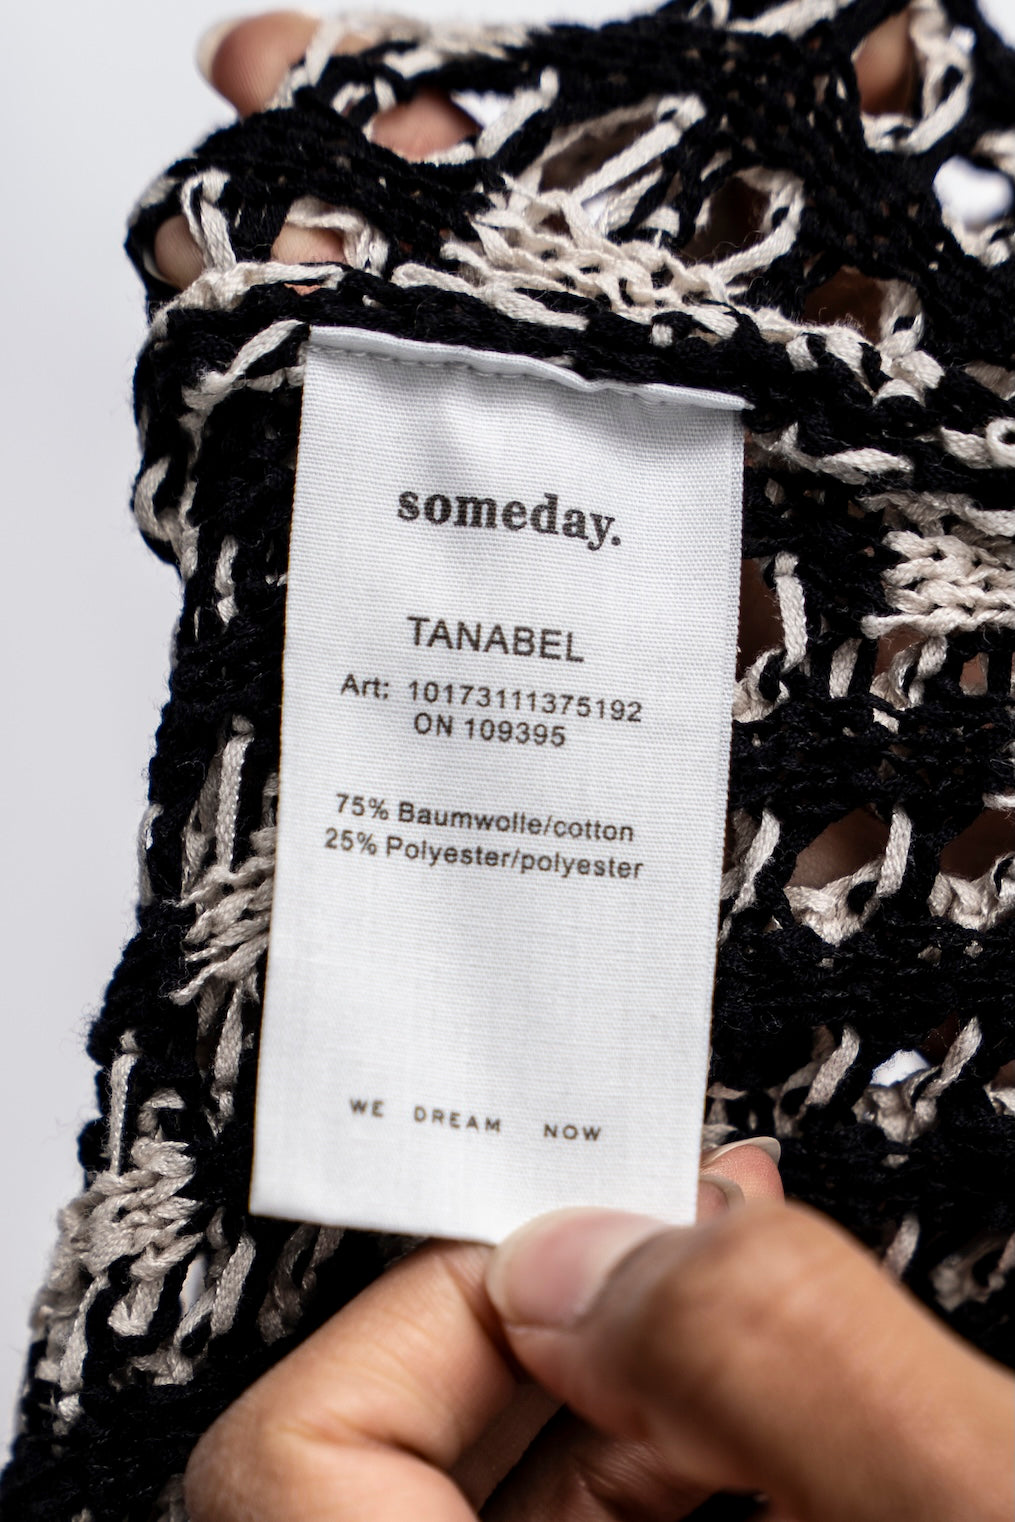 someday.
TANABEL
Art: 10173111375192
ON 109395
75% Baumwolle/cotton
25% Polyester/polyester
WE DREAM NOW